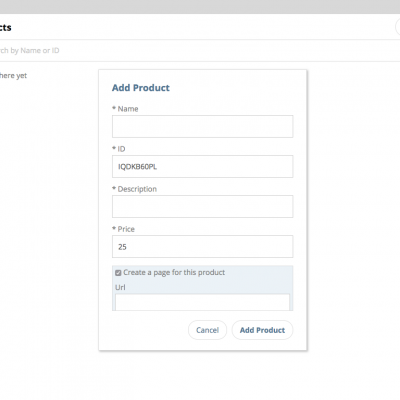 cts
rch by Name or ID
here yet
Add Product
* Name
* ID
IQDKB60PL
* Description
* Price
25
Create a page for this product
Url
Cancel
Add Product